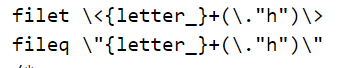 filet \<{letter_}+(\."h")\>
fileq \"{letter_}+(\."h")\"